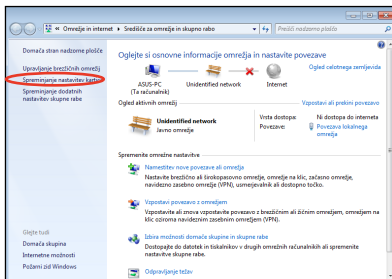 « Omrežje in internet ▸ Središče za omrežje in skupno rabo
Preišči nadzorno ploščo
Domača stran nadzorne plošče
Upravljanje brezžičnih omrežij
Spreminjanje nastavitev kartic
Spreminjanje dodatnih
nastavitev skupne rabe
Glejte tudi
Domača skupina
Internetne možnosti
Požarni zid Windows
Oglejte si osnovne informacije omrežja in nastavite povezave
Ogled celotnega zemljevida
ASUS-PC
(Ta računalnik)
Unidentified network
Internet
Ogled aktivnih omrežij
Vzpostavi ali prekini povezavo
Unidentified network
Javno omrežje
Vrsta dostopa: Ni dostopa do interneta
Povezave: Povezava lokalnega
omrežja
Spremenite omrežne nastavitve
Namestitev nove povezave ali omrežja
Nastavite brezžično ali širokopasovno omrežje, omrežje na klic, začasno omrežje,
navidezno zasebno omrežje (VPN), usmerjevalnik ali dostopno točko.
Vzpostavi povezavo z omrežjem
Vzpostavite ali znova vzpostavite povezavo z brezžičnim ali žičnim omrežjem, omrežjem na
klic oziroma navideznim zasebnim omrežjem (VPN).
Izbira možnosti domače skupine in skupne rabe
Dostopajte do datotek in tiskalnikov v drugih omrežnih računalnikih ali spremenite
nastavitve skupne rabe.
Odpravljanje težav